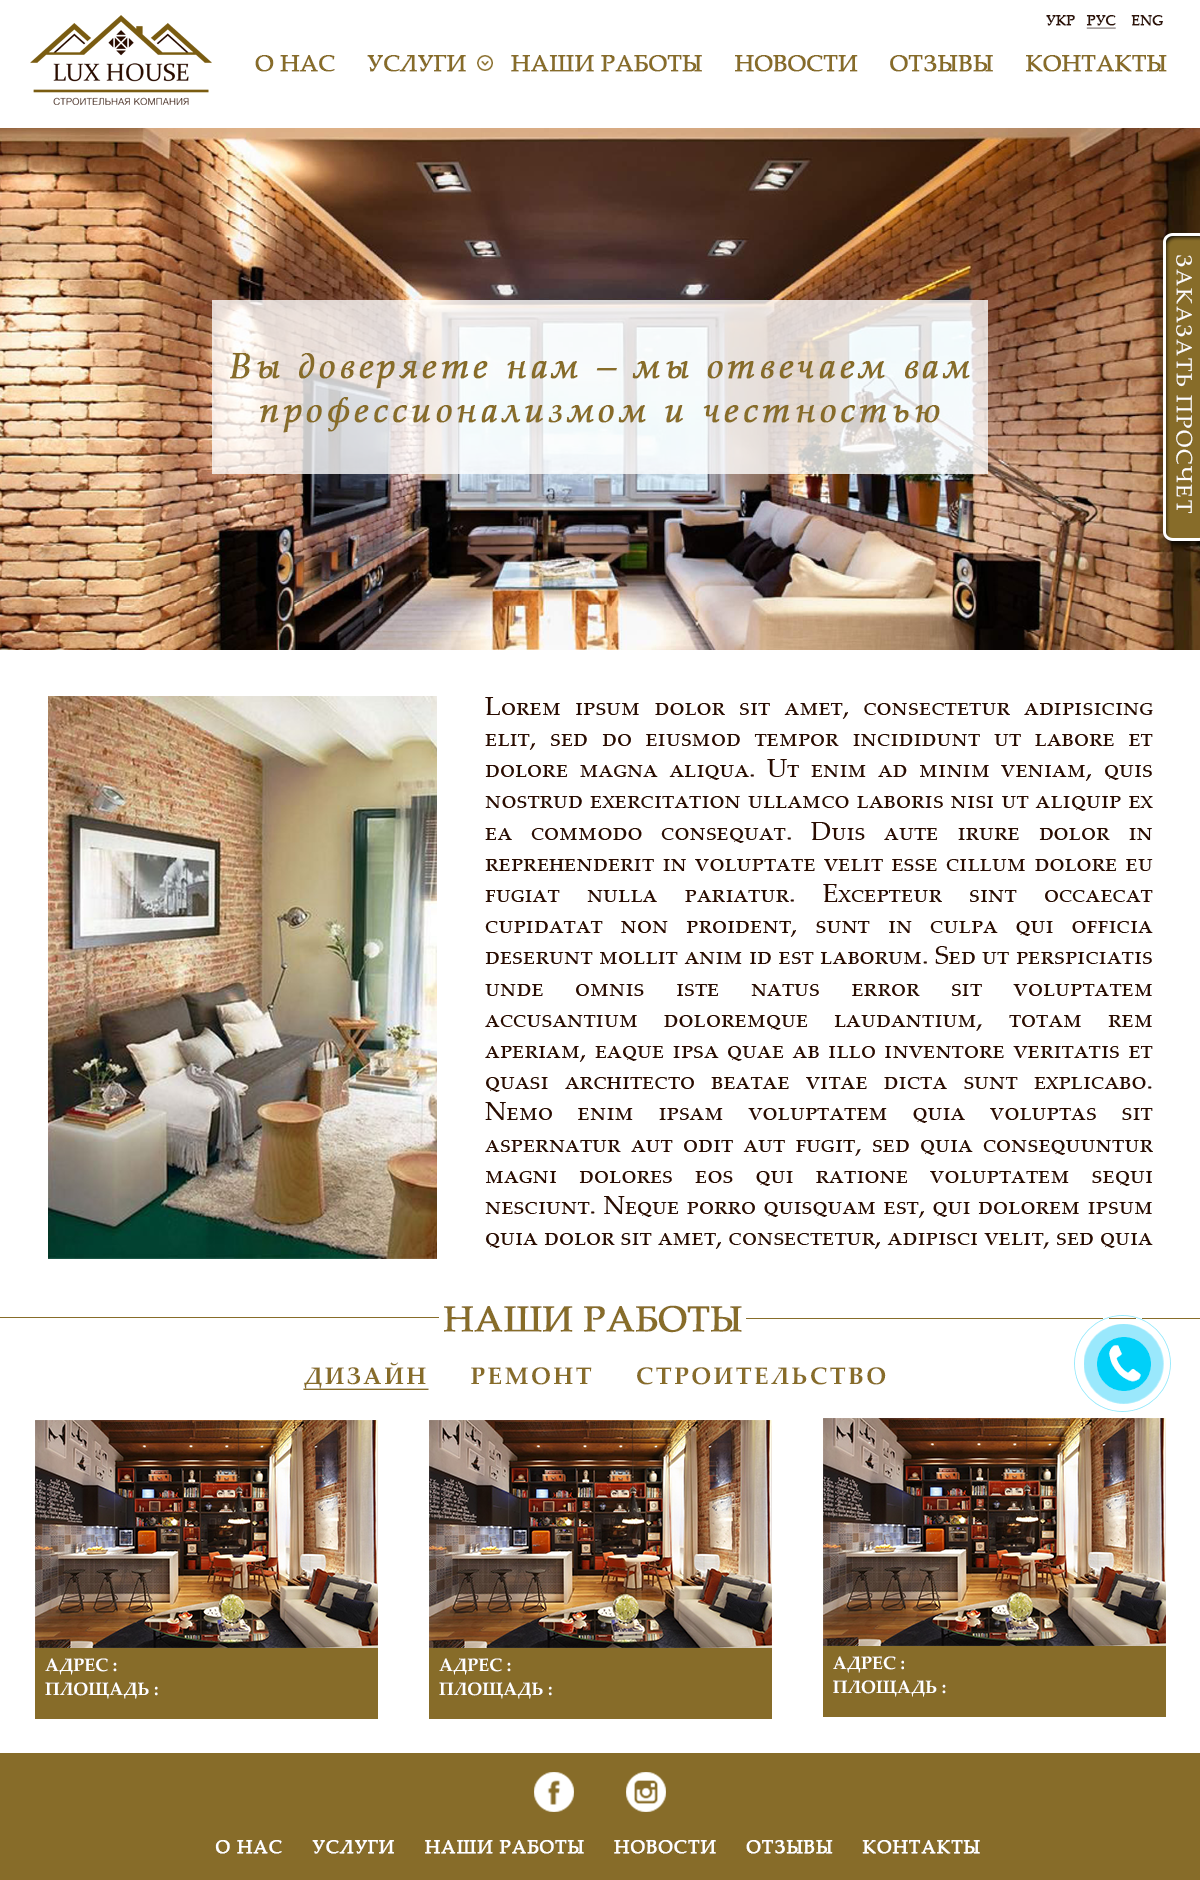 УКР РУС ENG
LUX HOUSE
СТРОИТЕЛЬНАЯ КОМПАНИЯ
О НАС УСЛУГИ НАШИ РАБОТЫ НОВОСТИ ОТЗЫВЫ КОНТАКТЫ
ЗАКАЗАТЬ ПРОСЧЕТ
Вы доверяете нам – мы отвечаем вам
профессионализмом и честностью
Lorem ipsum dolor sit amet, consectetur adipisicing
elit, sed do eiusmod tempor incididunt ut labore et
dolore magna aliqua. Ut enim ad minim veniam, quis
nostrud exercitation ullamco laboris nisi ut aliquip ex
ea commodo consequat. Duis aute irure dolor in
reprehenderit in voluptate velit esse cillum dolore eu
fugiat nulla pariatur. Excepteur sint occaecat
cupidatat non proident, sunt in culpa qui officia
deserunt mollit anim id est laborum. Sed ut perspiciatis
unde omnis iste natus error sit voluptatem
accusantium doloremque laudantium, totam rem
aperiam, eaque ipsa quae ab illo inventore veritatis et
quasi architecto beatae vitae dicta sunt explicabo.
Nemo enim ipsam voluptatem quia voluptas sit
aspernatur aut odit aut fugit, sed quia consequuntur
magni dolores eos qui ratione voluptatem sequi
nesciunt. Neque porro quisquam est, qui dolorem ipsum
quia dolor sit amet, consectetur, adipisci velit, sed quia
НАШИ РАБОТЫ
ДИЗАЙН РЕМОНТ СТРОИТЕЛЬСТВО
АДРЕС :
ПЛОЩАДЬ :
АДРЕС :
ПЛОЩАДЬ :
АДРЕС :
ПЛОЩАДЬ :
О НАС УСЛУГИ НАШИ РАБОТЫ НОВОСТИ ОТЗЫВЫ КОНТАКТЫ